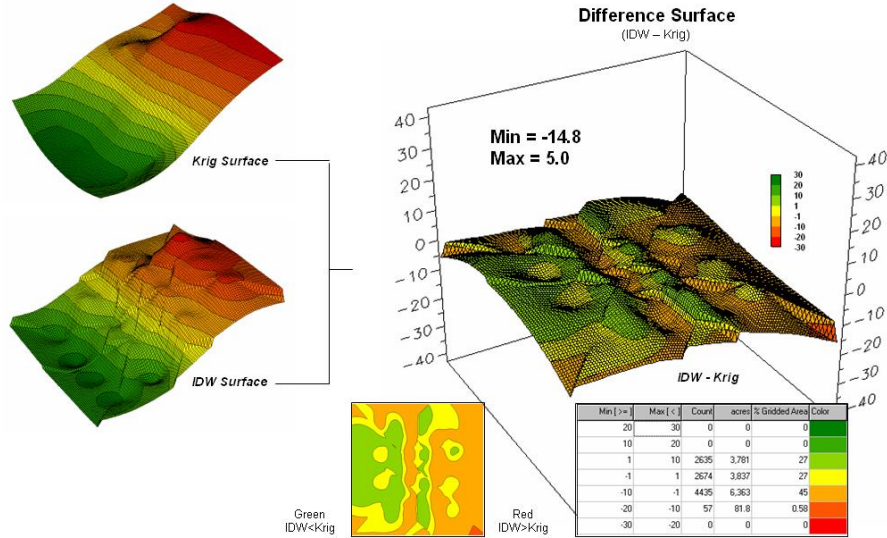 Difference Surface
(IDW – Krig)
Krig Surface
IDW Surface
Min = -14.8
Max = 5.0
40
30
20
10
0
-10
-20
-30
-40
30
20
10
1
-1
-10
-20
-30
40
30
20
10
0
-10
-20
-30
-40
IDW - Krig
Green
IDW<Krig
Red
IDW>Krig
Min [ >= ] Max [ < ] Count acres % Gridded Area Color
20 30 0 0 0
10 20 0 0 0
1 10 2635 3,781 27
-1 1 2674 3,837 27
-10 -1 4435 6,363 45
-20 -10 57 81.8 0.58
-30 -20 0 0 0